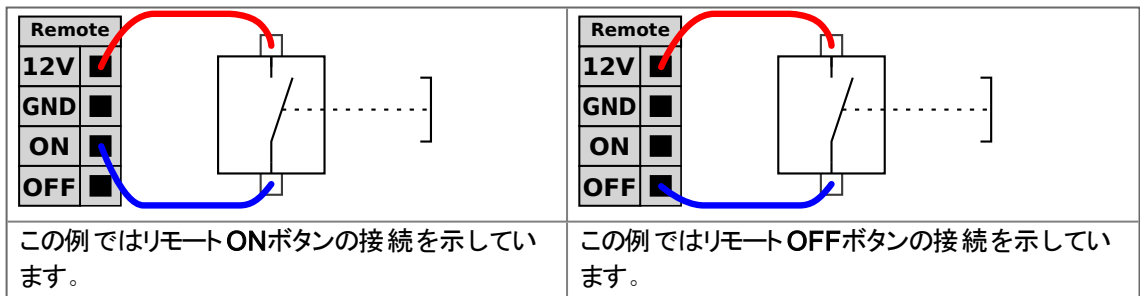 Remote
12V
GND
ON
OFF
Remote
12V
GND
ON
OFF
この例ではリモートONボタンの接続を示してい
ます。
この例ではリモートOFFボタンの接続を示してい
ます。